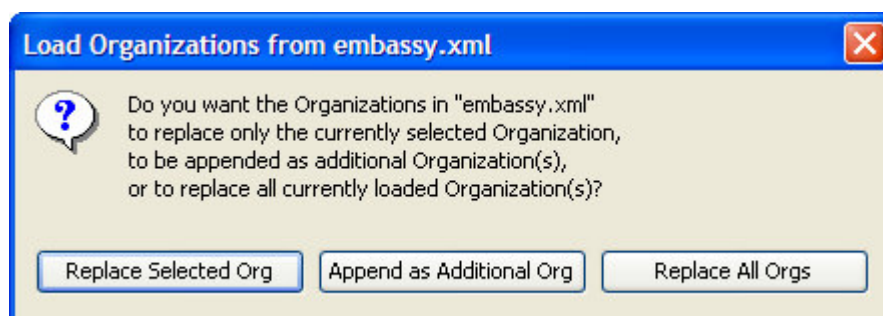 Load Organizations from embassy.xml
Do you want the Organizations in "embassy.xml"
to replace only the currently selected Organization,
to be appended as additional Organization(s),
or to replace all currently loaded Organization(s)?
Replace Selected Org Append as Additional Org Replace All Orgs